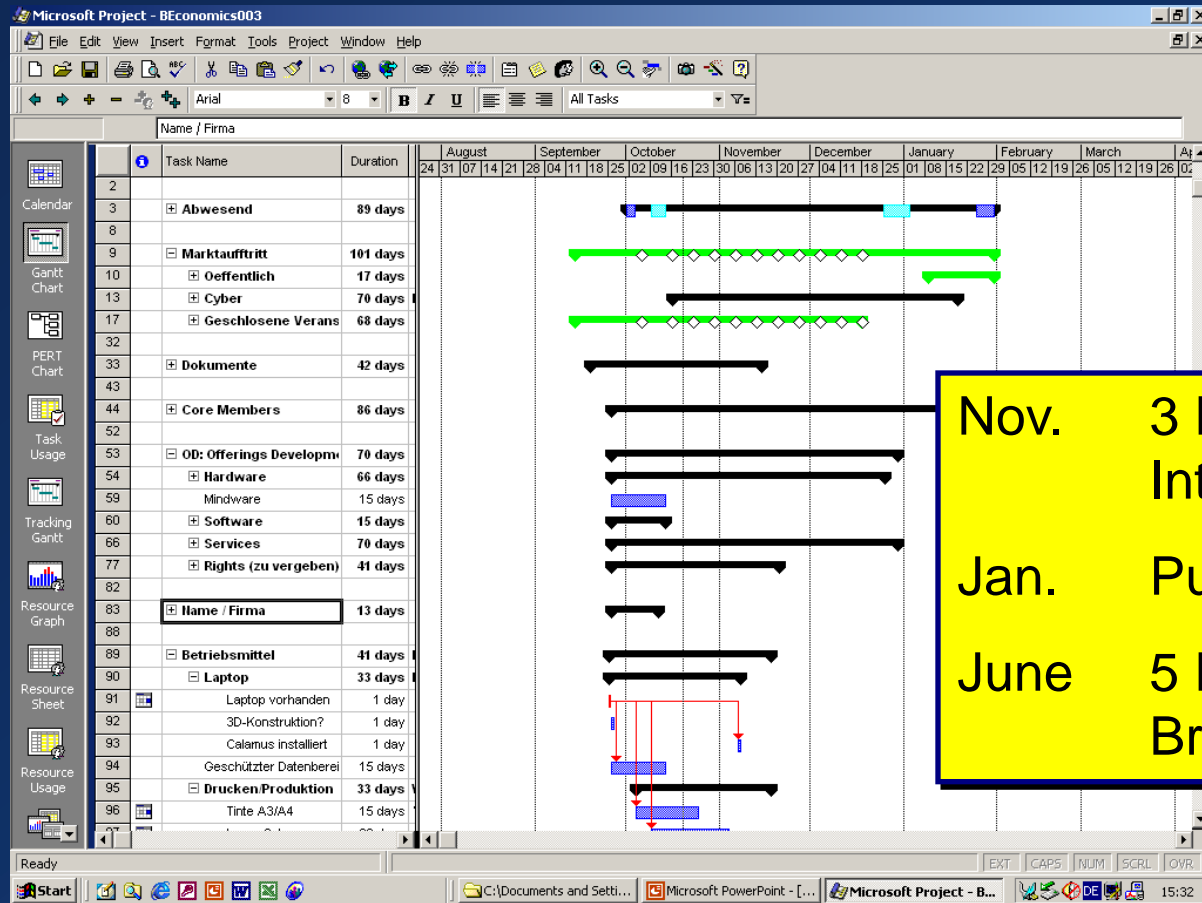 Microsoft Project - BEconomics003
File Edit View Insert Format Tools Project Window Help
Arial 8 B I U All Tasks
Name / Firma
Task Name Duration
August September October November December January February March
24 31 07 14 21 28 04 11 18 25 02 09 16 23 30 06 13 20 27 04 11 18 25 01 08 15 22 29 05 12 19 26 05 12 19 26 02
Calendar
Gantt Chart
PERT Chart
Task Usage
Tracking Gantt
Resource Graph
Resource Sheet
Resource Usage
2
3 Abwesend 89 days
8
9 Marktaufftritt 101 days
10 Oeffentlich 17 days
13 Cyber 70 days
17 Geschlosene Verans 68 days
32
33 Dokumente 42 days
43
44 Core Members 86 days
52
53 OD: Offerings Developm 70 days
54 Hardware 66 days
59 Mindware 15 days
60 Software 15 days
66 Services 70 days
77 Rights (zu vergeben) 41 days
82
83 Name / Firma 13 days
88
89 Betriebsmittel 41 days
90 Laptop 33 days
91 Laptop vorhanden 1 day
92 3D-Konstruktion? 1 day
93 Calamus installiert 1 day
94 Geschützter Datenberei 15 days
95 Drucken/Produktion 33 days
96 Tinte A3/A4 15 days
Nov. 3
Int
Jan. Pu
June 5
Br
Ready
EXT CAPS NUM SCRL OVR
Start C:\Documents and Setti... Microsoft PowerPoint - [... Microsoft Project - B... DE 15:32